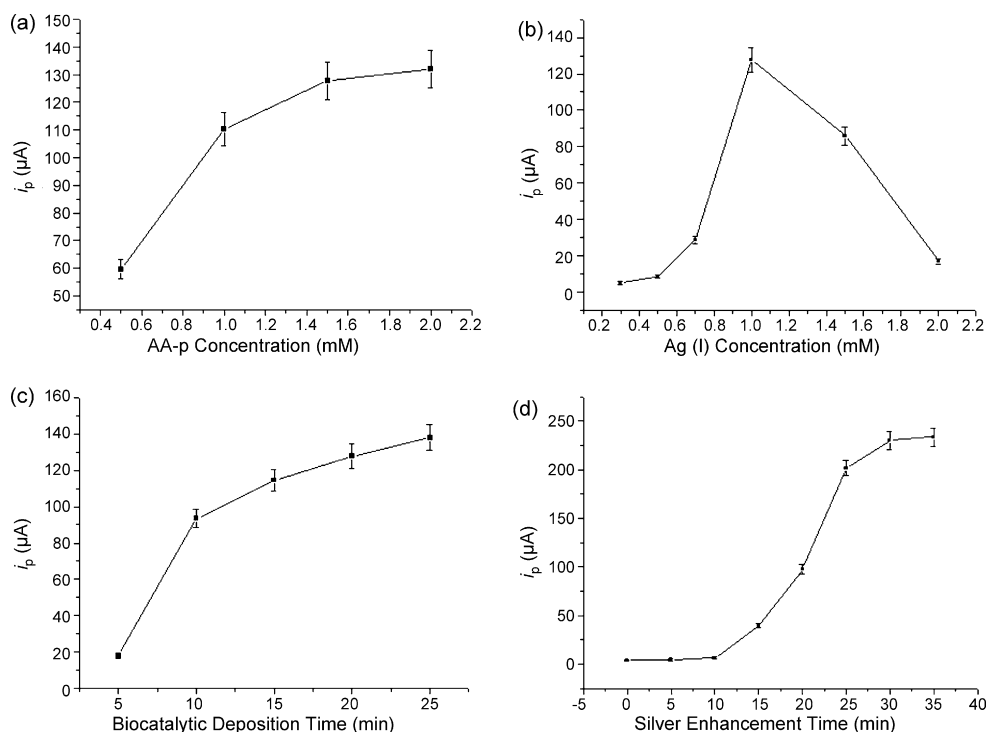 (a)
150
140
130
120
110
100
90
80
70
60
50
ip (µA)
0.4 0.6 0.8 1.0 1.2 1.4 1.6 1.8 2.0 2.2
AA-p Concentration (mM)
(b)
140
120
100
80
60
40
20
0
ip (µA)
0.2 0.4 0.6 0.8 1.0 1.2 1.4 1.6 1.8 2.0 2.2
Ag (I) Concentration (mM)
(c)
160
140
120
100
80
60
40
20
0
ip (µA)
5 10 15 20 25
Biocatalytic Deposition Time (min)
(d)
250
200
150
100
50
0
ip (µA)
-5 0 5 10 15 20 25 30 35 40
Silver Enhancement Time (min)